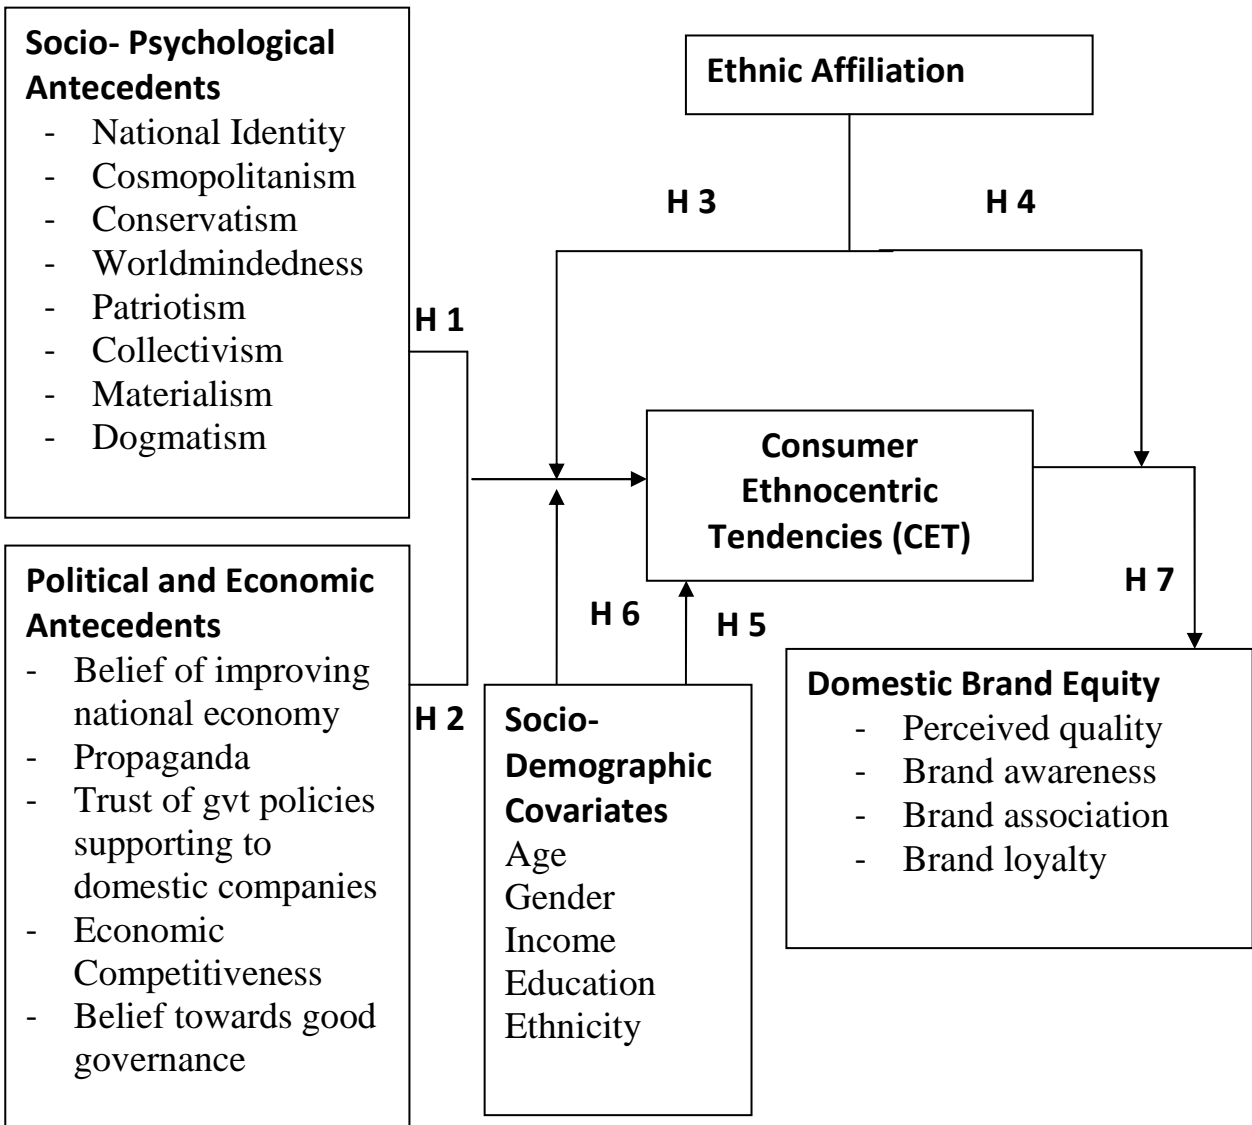 Socio- Psychological
Antecedents
- National Identity
- Cosmopolitanism
- Conservatism
- Worldmindedness
- Patriotism
- Collectivism
- Materialism
- Dogmatism
Ethnic Affiliation
H 3
H 4
H 1
Consumer
Ethnocentric
Tendencies (CET)
Political and Economic
Antecedents
- Belief of improving
national economy
- Propaganda
- Trust of gvt policies
supporting to
domestic companies
- Economic
Competitiveness
- Belief towards good
governance
H 2
H 6
H 5
H 7
Socio-
Demographic
Covariates
Age
Gender
Income
Education
Ethnicity
Domestic Brand Equity
- Perceived quality
- Brand awareness
- Brand association
- Brand loyalty